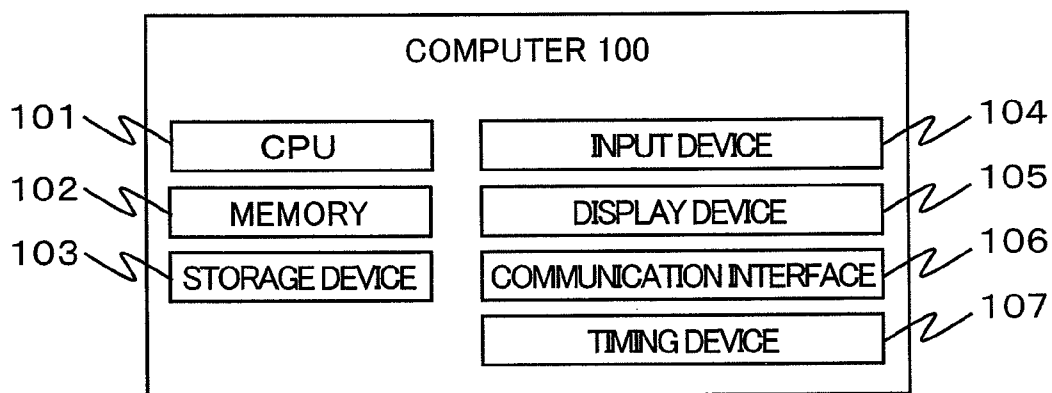 COMPUTER 100
101 CPU INPUT DEVICE 104
102 MEMORY DISPLAY DEVICE 105
103 STORAGE DEVICE COMMUNICATION INTERFACE 106
TIMING DEVICE 107